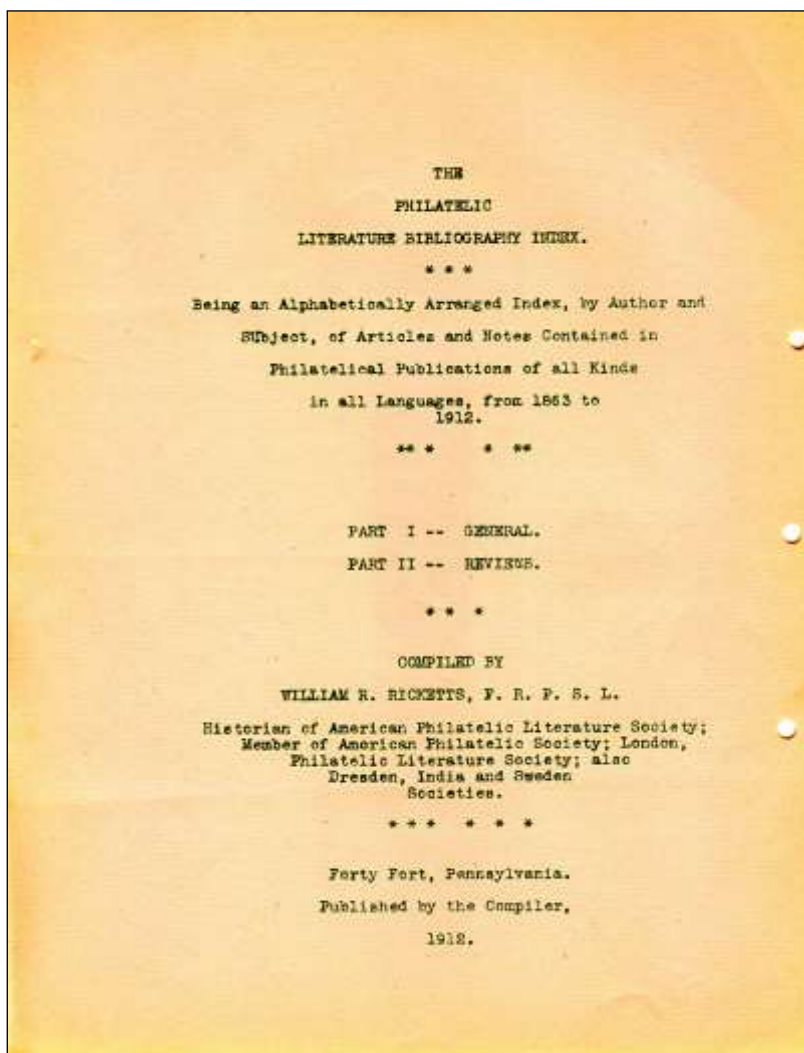 THE
PHILATELIC
LITERATURE BIBLIOGRAPHY INDEX.
* * *
Being an Alphabetically Arranged Index, by Author and
SUbject, of Articles and Notes Contained in
Philatelical Publications of all Kinds
in all Languages, from 1863 to
1912.
** * * **
PART I -- GENERAL.
PART II -- REVIEWS.
* * *
COMPILED BY
WILLIAM R. RICKETTS, F. R. P. S. L.
Historian of American Philatelic Literature Society;
Member of American Philatelic Society; London,
Philatelic Literature Society; also
Dresden, India and Sweden
Societies.
* * * * * *
Forty Fort, Pennsylvania.
Published by the Compiler,
1912.